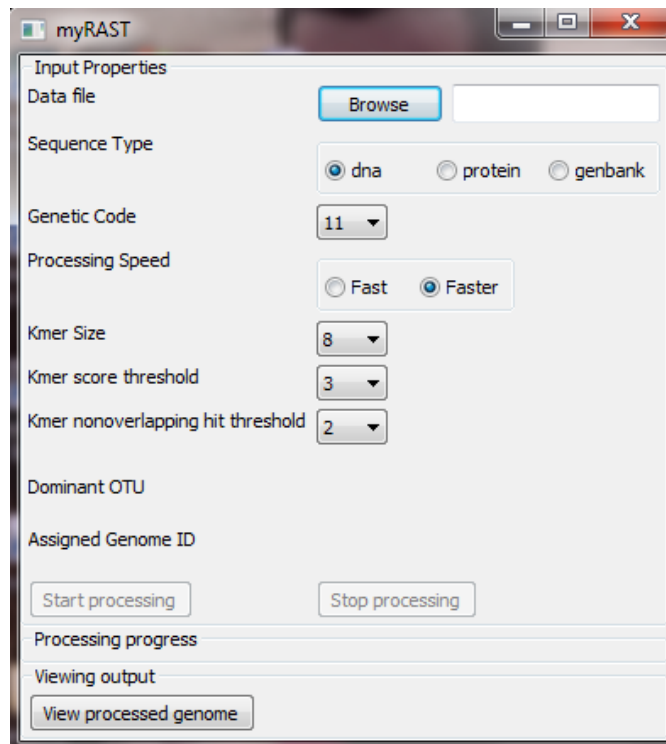 myRAST
Input Properties
Data file
Browse
Sequence Type
dna protein genbank
Genetic Code
11
Processing Speed
Fast Faster
Kmer Size
8
Kmer score threshold
3
Kmer nonoverlapping hit threshold
2
Dominant OTU
Assigned Genome ID
Start processing Stop processing
Processing progress
Viewing output
View processed genome